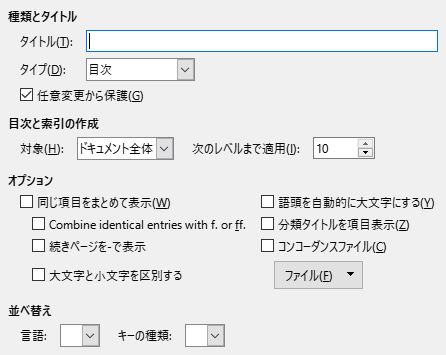 種類とタイトル
タイトル(T):
タイプ(D): 目次
任意変更から保護(G)
目次と索引の作成
対象(H): ドキュメント全体 次のレベルまで適用(I): 10
オプション
同じ項目をまとめて表示(W) 語頭を自動的に大文字にする(Y)
Combine identical entries with f. or ff. 分類タイトルを項目表示(Z)
続きページを-で表示 コンコーダンスファイル(C)
大文字と小文字を区別する ファイル(F)
並べ替え
言語: キーの種類: